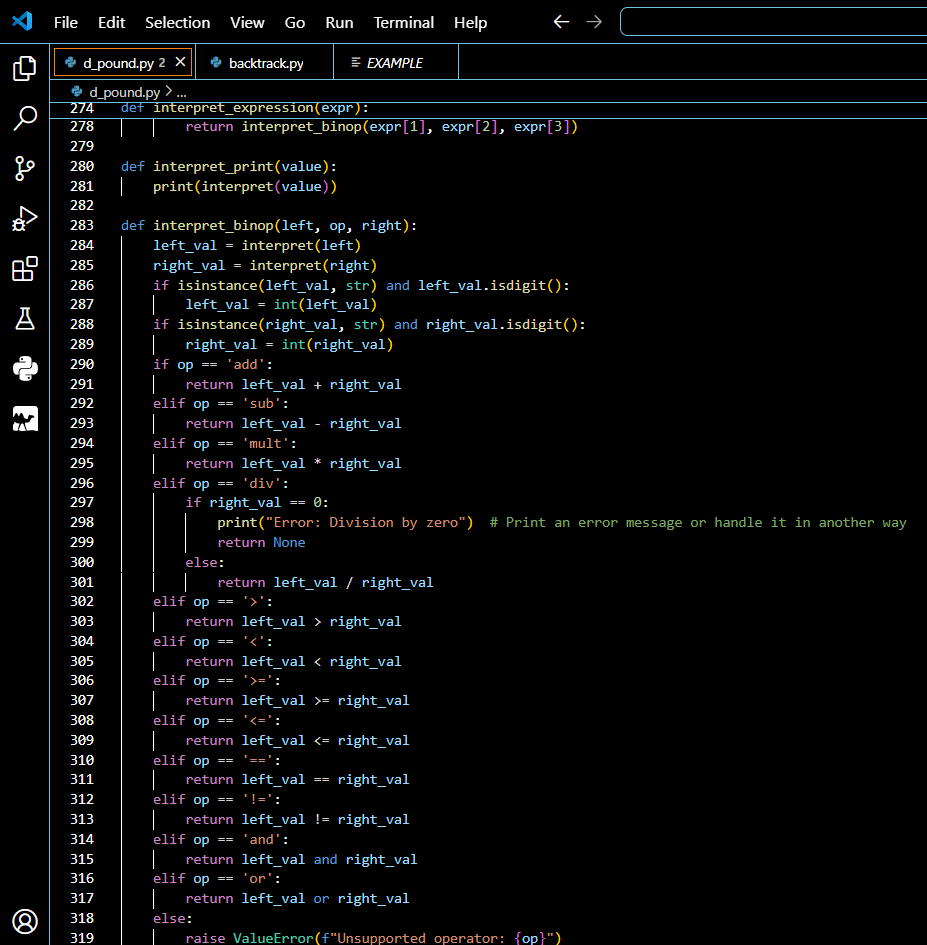 File Edit Selection View Go Run Terminal Help
d_pound.py 2 backtrack.py EXAMPLE
d_pound.py > ...
274 def interpret_expression(expr):
278         return interpret_binop(expr[1], expr[2], expr[3])
279
280 def interpret_print(value):
281     print(interpret(value))
282
283 def interpret_binop(left, op, right):
284     left_val = interpret(left)
285     right_val = interpret(right)
286     if isinstance(left_val, str) and left_val.isdigit():
287         left_val = int(left_val)
288     if isinstance(right_val, str) and right_val.isdigit():
289         right_val = int(right_val)
290     if op == 'add':
291         return left_val + right_val
292     elif op == 'sub':
293         return left_val - right_val
294     elif op == 'mult':
295         return left_val * right_val
296     elif op == 'div':
297         if right_val == 0:
298             print("Error: Division by zero")  # Print an error message or handle it in another way
299             return None
300         else:
301             return left_val / right_val
302     elif op == '>':
303         return left_val > right_val
304     elif op == '<':
305         return left_val < right_val
306     elif op == '>=':
307         return left_val >= right_val
308     elif op == '<=':
309         return left_val <= right_val
310     elif op == '==':
311         return left_val == right_val
312     elif op == '!=':
313         return left_val != right_val
314     elif op == 'and':
315         return left_val and right_val
316     elif op == 'or':
317         return left_val or right_val
318     else:
319         raise ValueError(f"Unsupported operator: {op}")